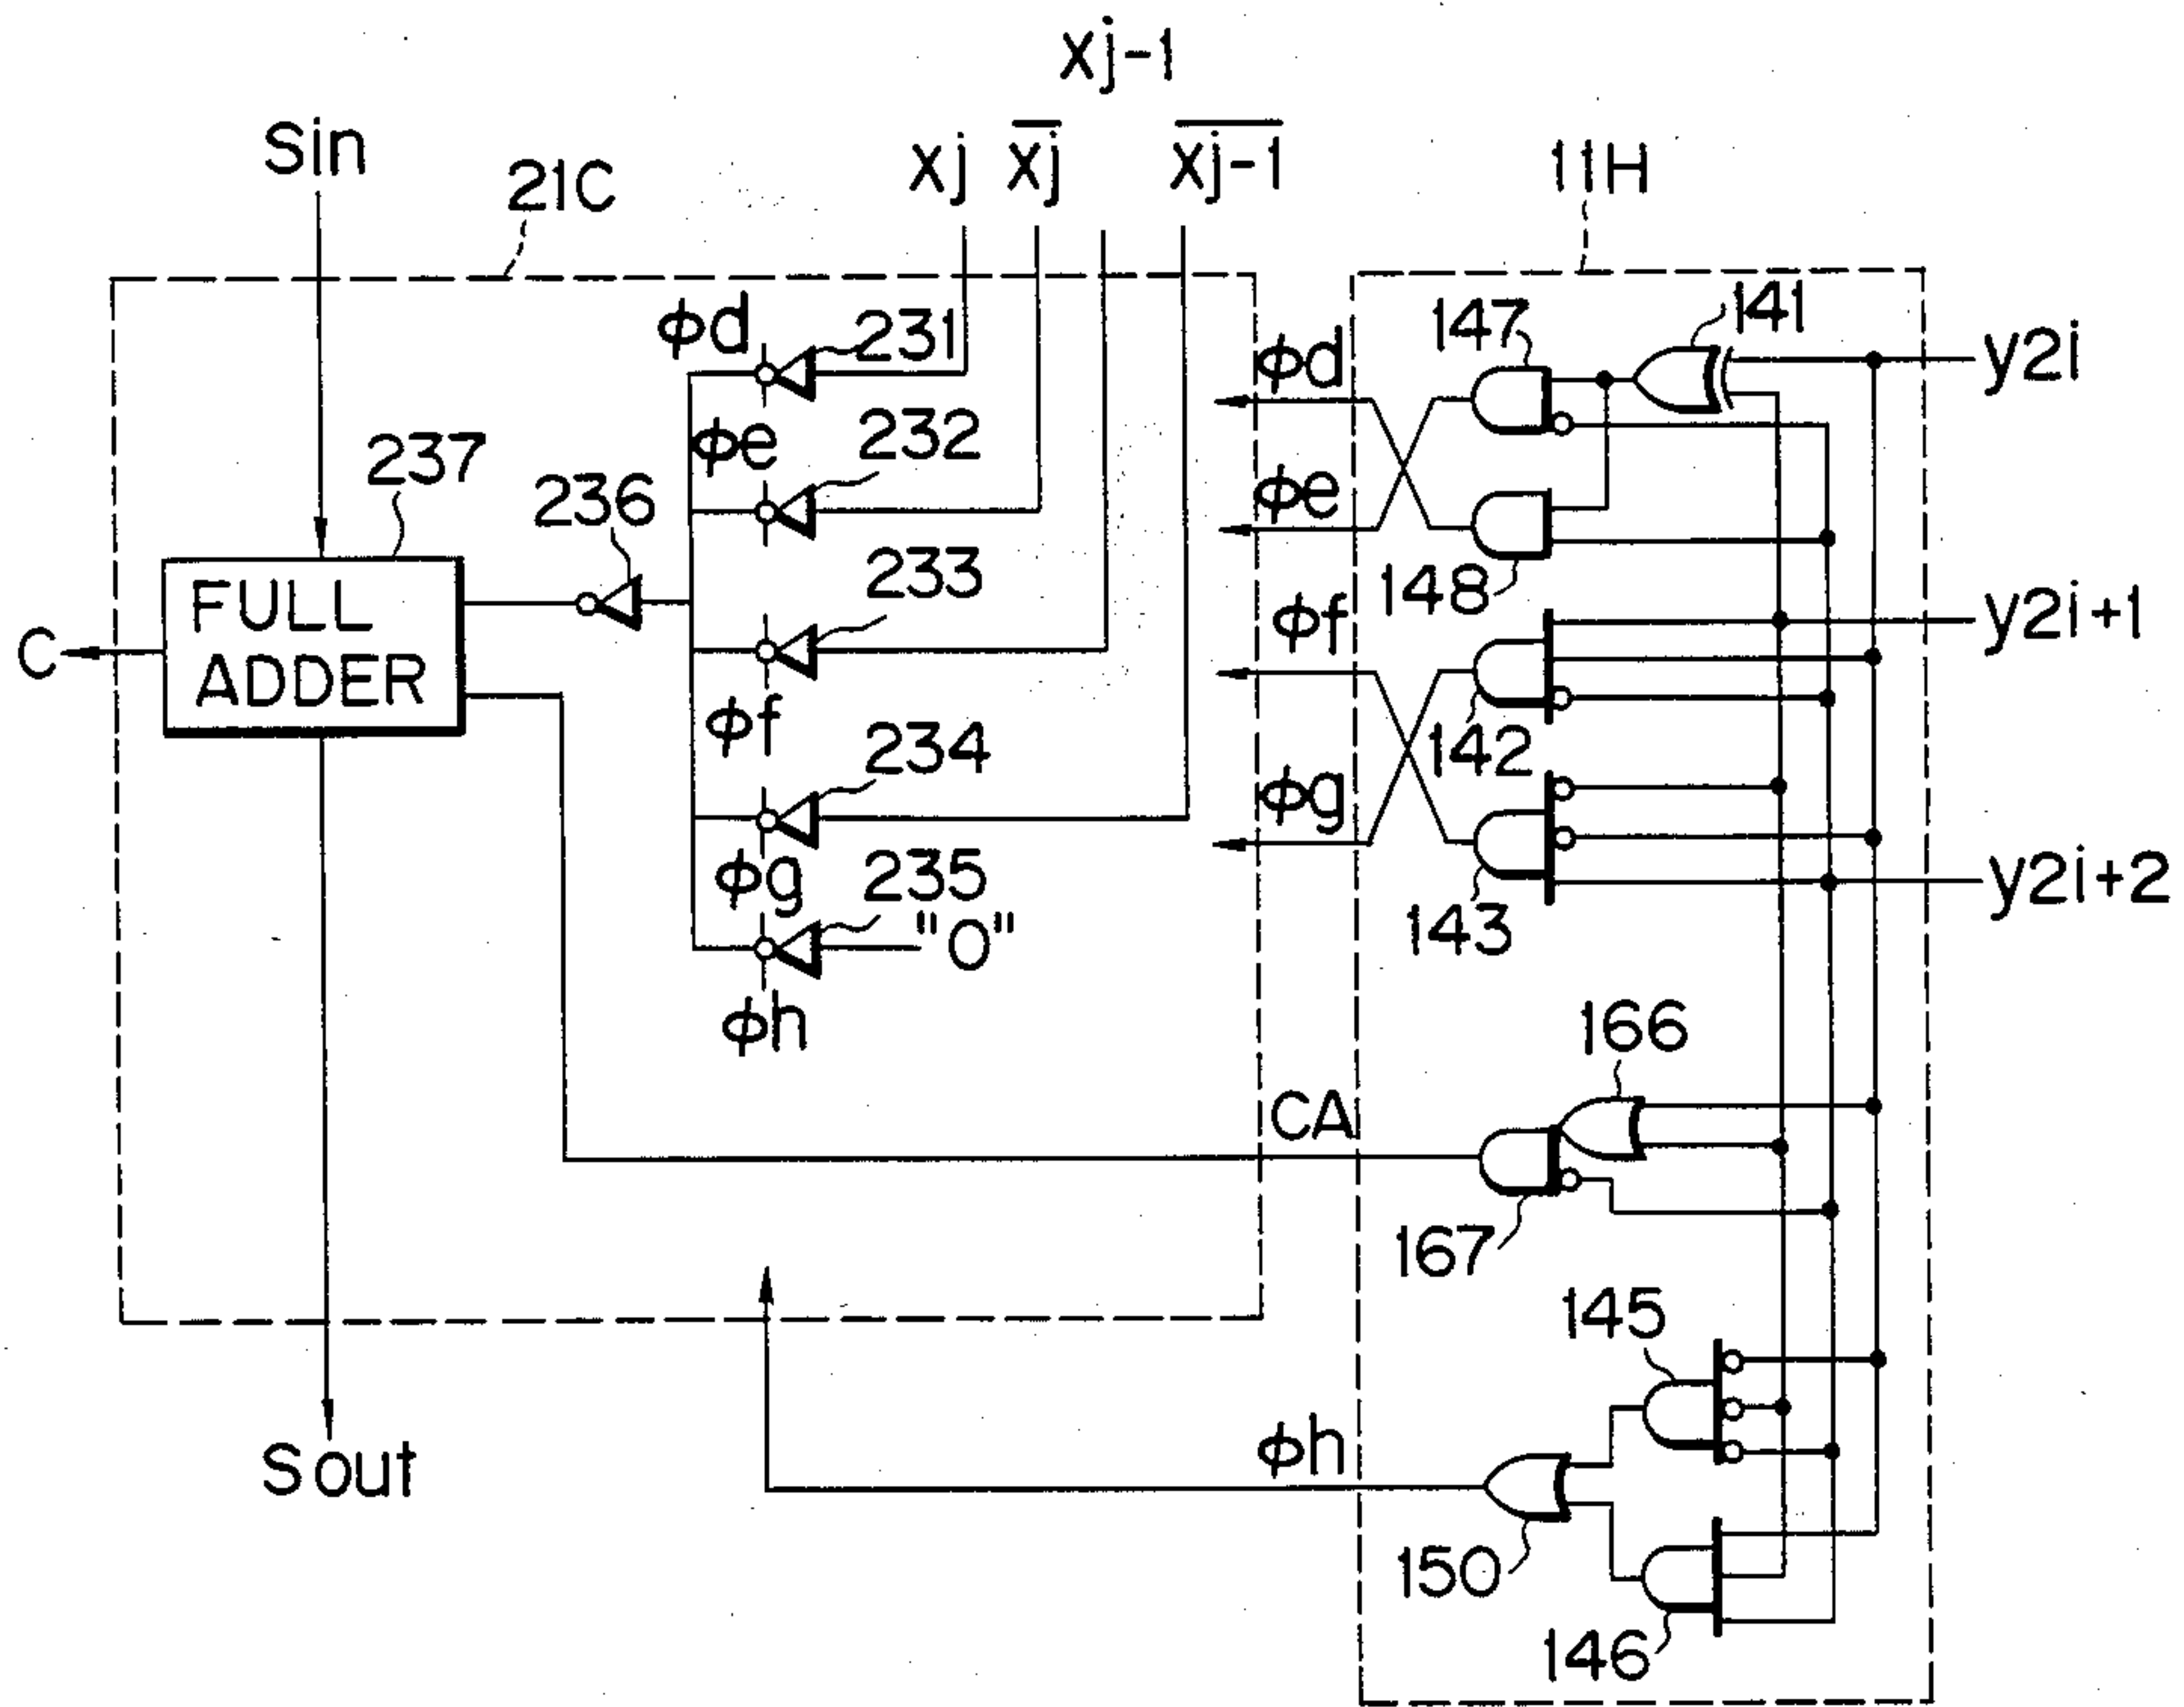 xj-1
Sin
21C
xj
x̅j̅
x̅j̅-̅1̅
11H
ϕd
231
ϕd
147
141
y2i
ϕe
232
237
236
ϕe
233
148
ϕf
y2i+1
FULL
ADDER
C
ϕf
234
142
ϕg
ϕg
235
"0"
143
y2i+2
ϕh
166
CA
167
145
ϕh
Sout
150
146